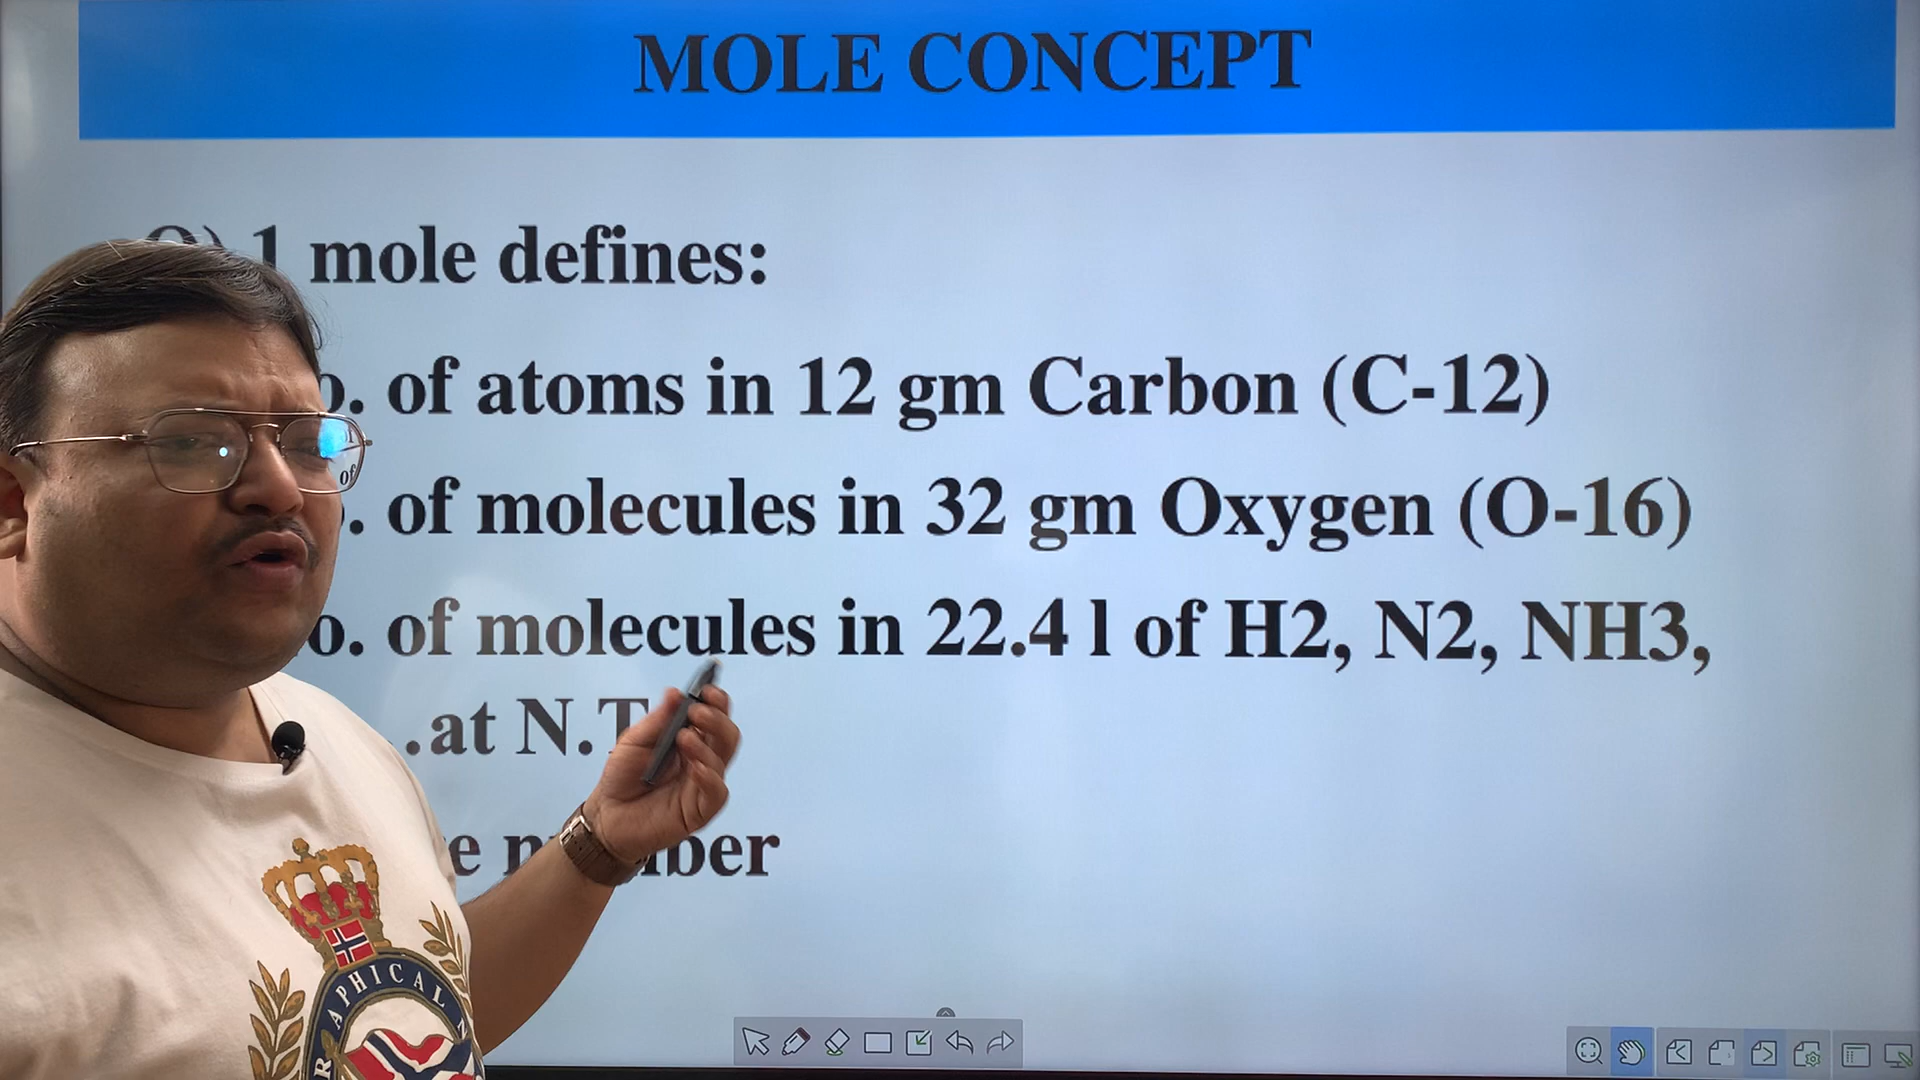 MOLE CONCEPT
Q) 1 mole defines:
o. of atoms in 12 gm Carbon (C-12)
. of molecules in 32 gm Oxygen (O-16)
o. of molecules in 22.4 l of H2, N2, NH3,
.at N.T
APHICAL